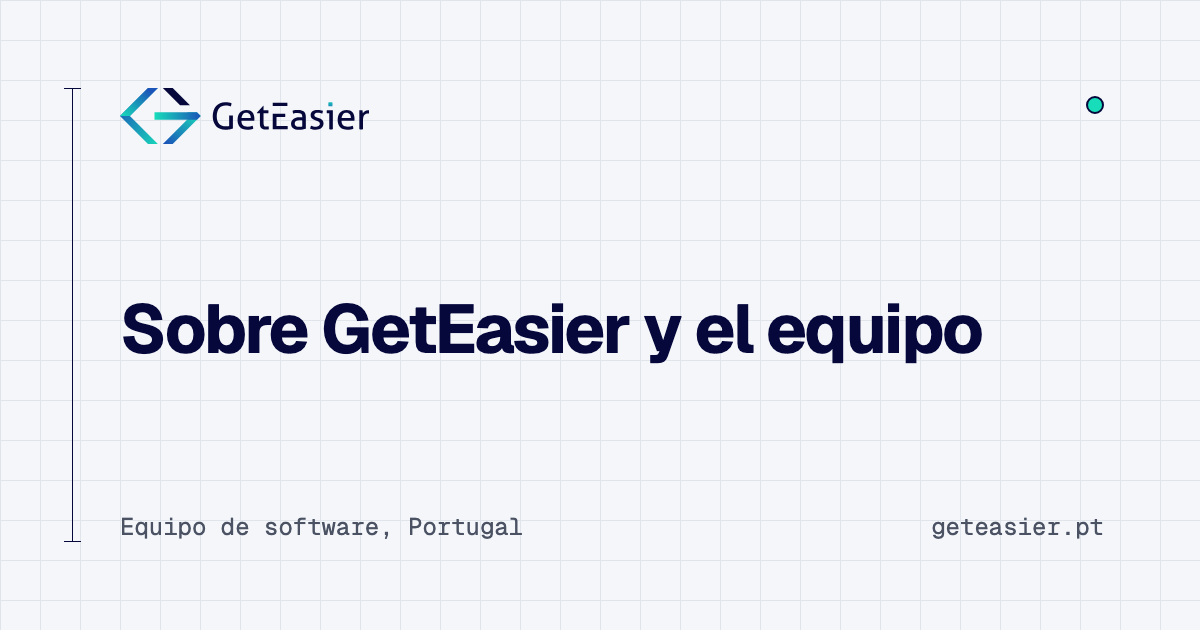 GetEasier
Sobre GetEasier y el equipo
Equipo de software, Portugal
geteasier.pt